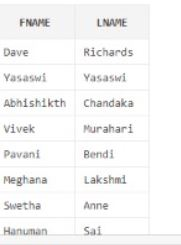 FNAME LNAME
Dave Richards
Yasaswi Yasaswi
Abhishikth Chandaka
Vivek Murahari
Pavani Bendi
Meghana Lakshmi
Swetha Anne
Hanuman Sai